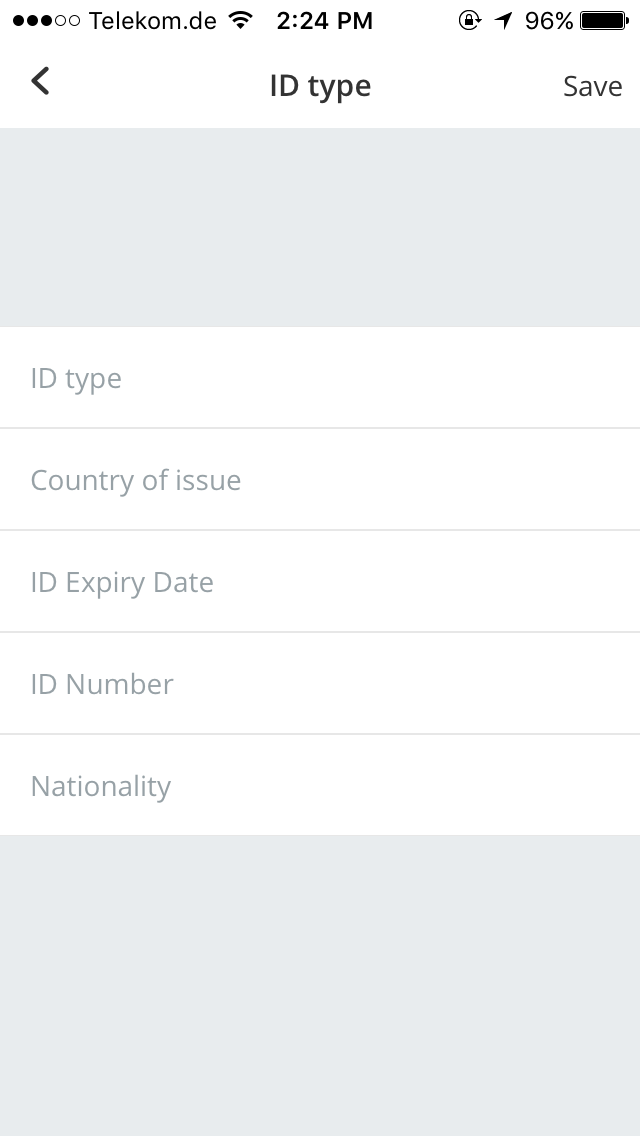 Telekom.de 2:24 PM 96%
ID type Save
ID type
Country of issue
ID Expiry Date
ID Number
Nationality